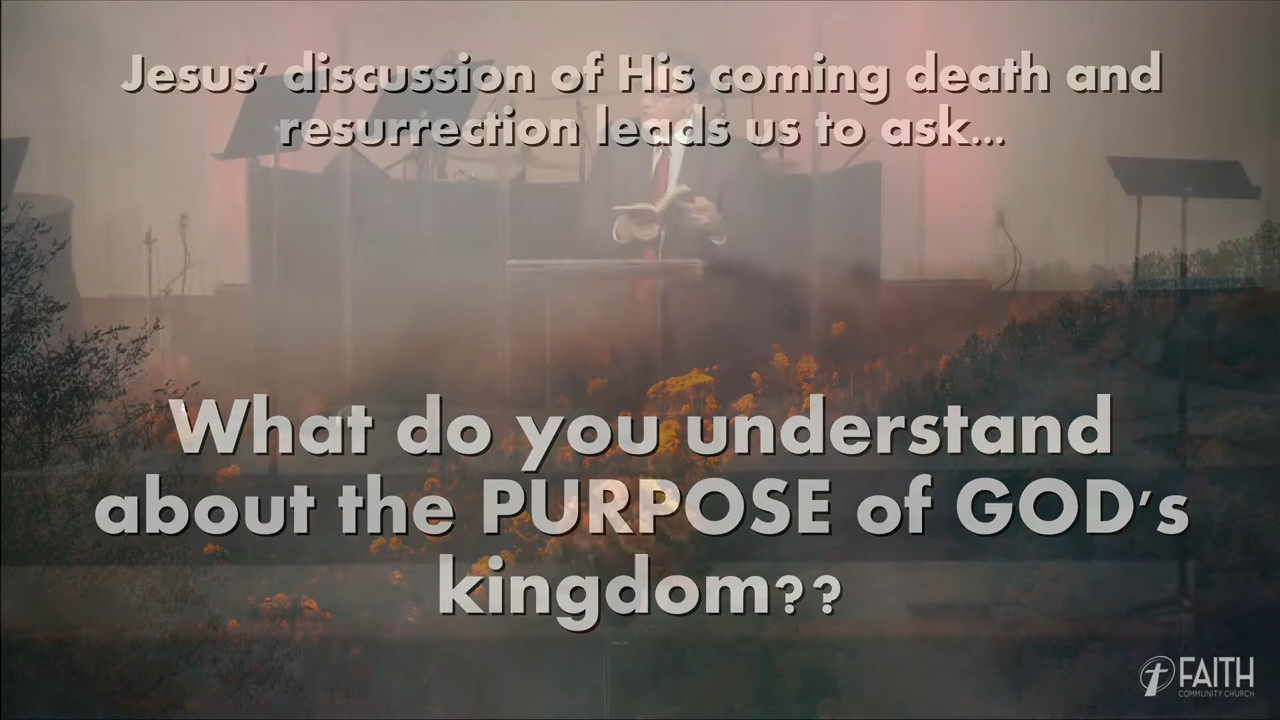 Jesus' discussion of His coming death and
resurrection leads us to ask...
What do you understand
about the PURPOSE of GOD's
kingdom??
FAITH
COMMUNITY CHURCH